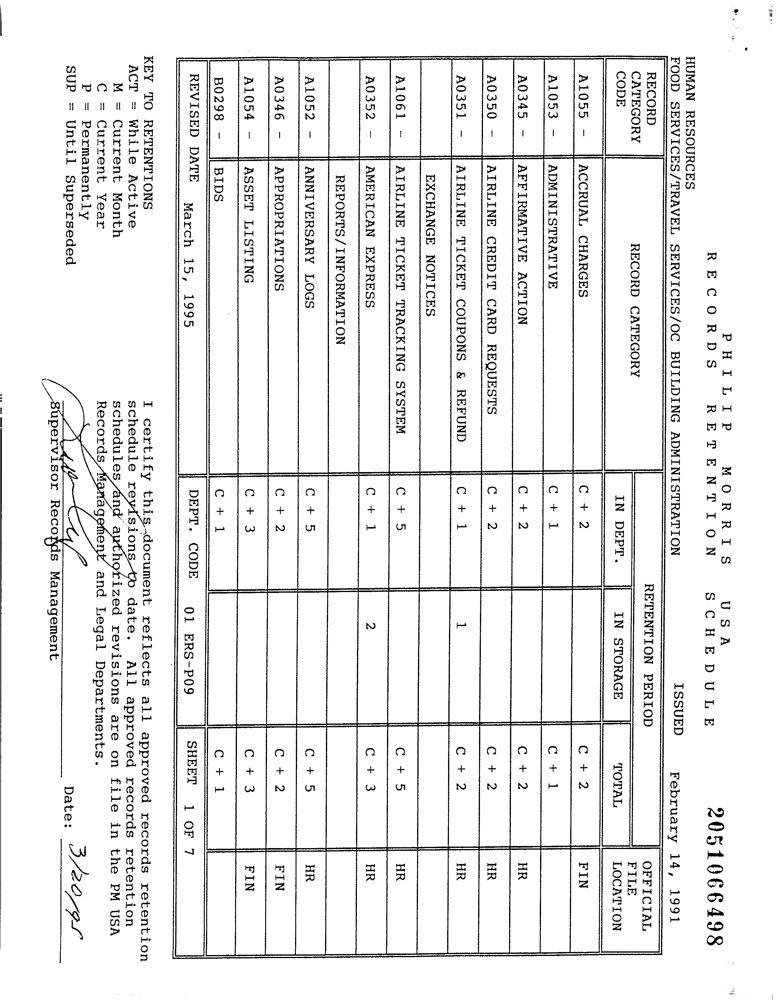 PHILIP MORRIS USA
RECORDS RETENTION SCHEDULE
2051066498
HUMAN RESOURCES
FOOD SERVICES/TRAVEL SERVICES/OC BUILDING ADMINISTRATION ISSUED February 14, 1991
RECORD CATEGORY CODE RECORD CATEGORY RETENTION PERIOD OFFICIAL FILE LOCATION
IN DEPT. IN STORAGE TOTAL
A1055 - ACCRUAL CHARGES C + 2 C + 2 FIN
A1053 - ADMINISTRATIVE C + 1 C + 1
A0345 - AFFIRMATIVE ACTION C + 2 C + 2 HR
A0350 - AIRLINE CREDIT CARD REQUESTS C + 2 C + 2 HR
A0351 - AIRLINE TICKET COUPONS & REFUND C + 1 1 C + 2 HR
EXCHANGE NOTICES
A1061 - AIRLINE TICKET TRACKING SYSTEM C + 5 C + 5 HR
A0352 - AMERICAN EXPRESS C + 1 2 C + 3 HR
REPORTS/INFORMATION
A1052 - ANNIVERSARY LOGS C + 5 C + 5 HR
A0346 - APPROPRIATIONS C + 2 C + 2 FIN
A1054 - ASSET LISTING C + 3 C + 3 FIN
B0298 - BIDS C + 1 C + 1
REVISED DATE March 15, 1995 DEPT. CODE 01 ERS-P09 SHEET 1 OF 7
KEY TO RETENTIONS
ACT = While Active
M = Current Month
C = Current Year
P = Permanently
SUP = Until Superseded
I certify this document reflects all approved records retention
schedule revisions to date. All approved records retention
schedules and authorized revisions are on file in the PM USA
Records Management and Legal Departments.
Date: 3/20/95
Supervisor Records Management